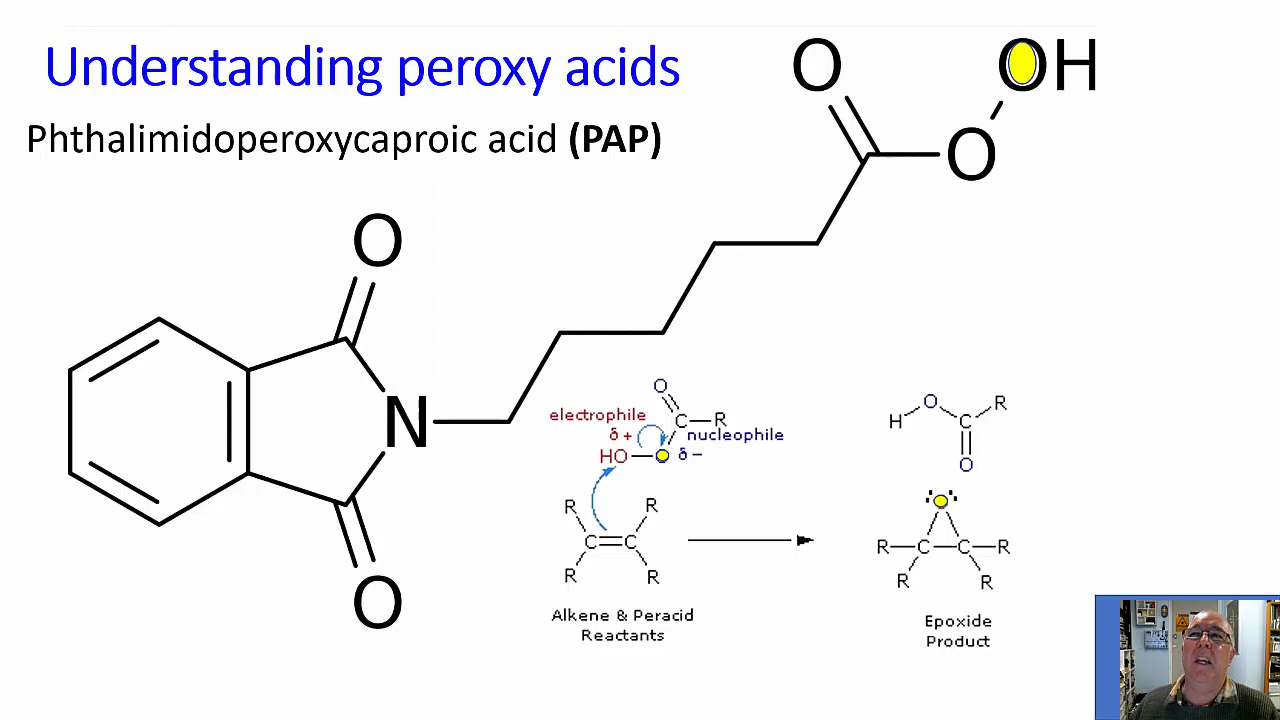 Understanding peroxy acids
Phthalimidoperoxycaproic acid (PAP)
O
OH
O
O
N
O
O
electrophile
δ +
C
R
nucleophile
HO
δ −
R
R
C
C
R
R
Alkene & Peracid
Reactants
O
R
H
C
O
R
C
C
R
R
R
Epoxide
Product